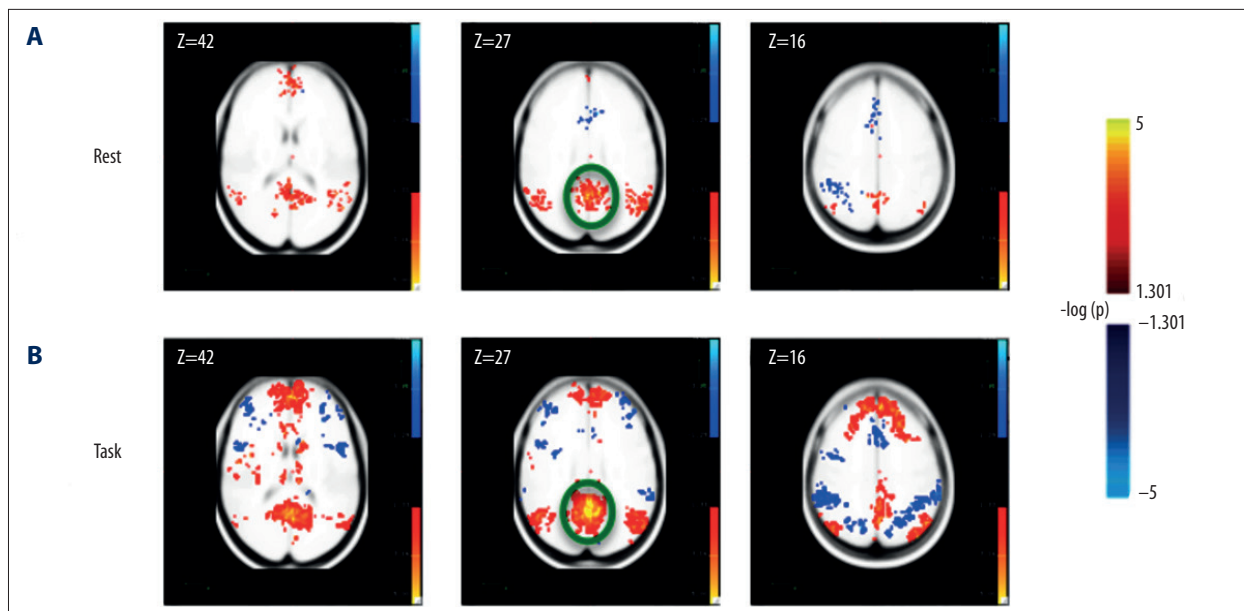 A
Z=42
Z=27
Z=16
Rest
5
1.301
-log (p)
−1.301
−5
B
Z=42
Z=27
Z=16
Task